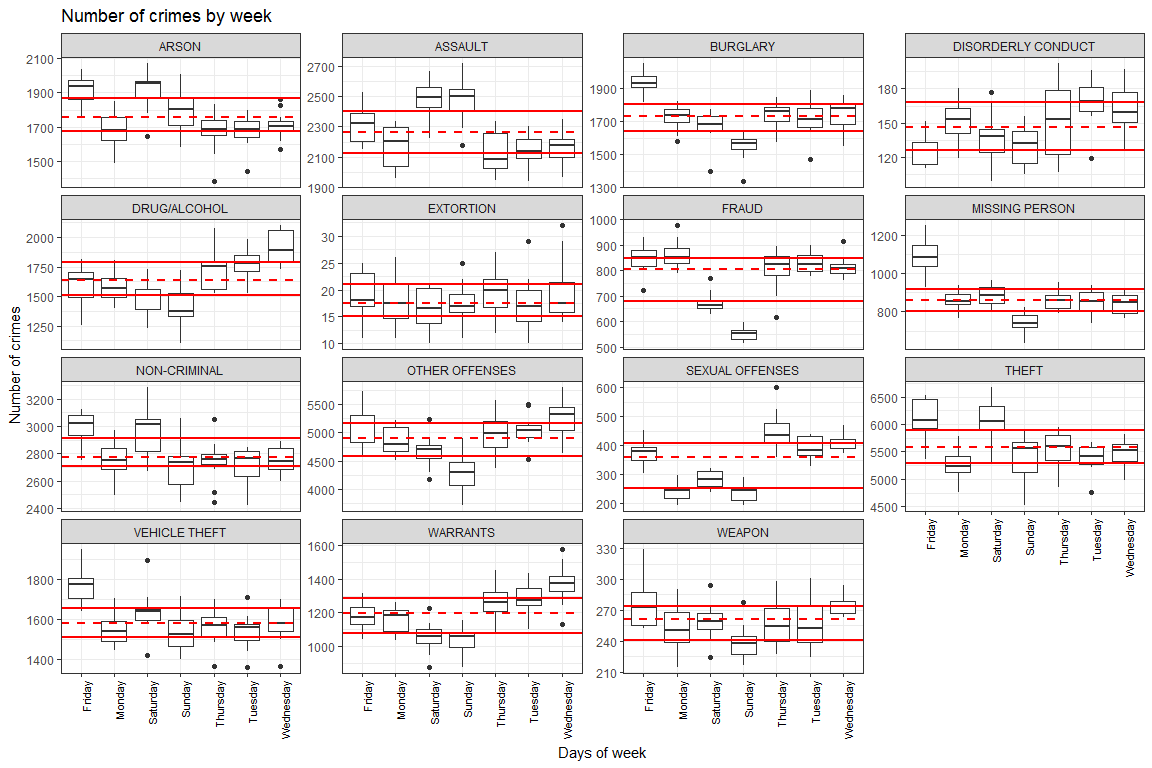 Number of crimes by week
ARSON
ASSAULT
BURGLARY
DISORDERLY CONDUCT
2100
1900
1700
1500
2700
2500
2300
2100
1900
1900
1700
1500
1300
180
150
120
DRUG/ALCOHOL
EXTORTION
FRAUD
MISSING PERSON
2000
1750
1500
1250
30
25
20
15
10
1000
900
800
700
600
500
1200
1000
800
NON-CRIMINAL
OTHER OFFENSES
SEXUAL OFFENSES
THEFT
3200
3000
2800
2600
2400
5500
5000
4500
4000
600
500
400
300
200
6500
6000
5500
5000
4500
Friday
Monday
Saturday
Sunday
Thursday
Tuesday
Wednesday
VEHICLE THEFT
WARRANTS
WEAPON
1800
1600
1400
1600
1400
1200
1000
330
300
270
240
210
Friday
Monday
Saturday
Sunday
Thursday
Tuesday
Wednesday
Friday
Monday
Saturday
Sunday
Thursday
Tuesday
Wednesday
Friday
Monday
Saturday
Sunday
Thursday
Tuesday
Wednesday
Number of crimes
Days of week